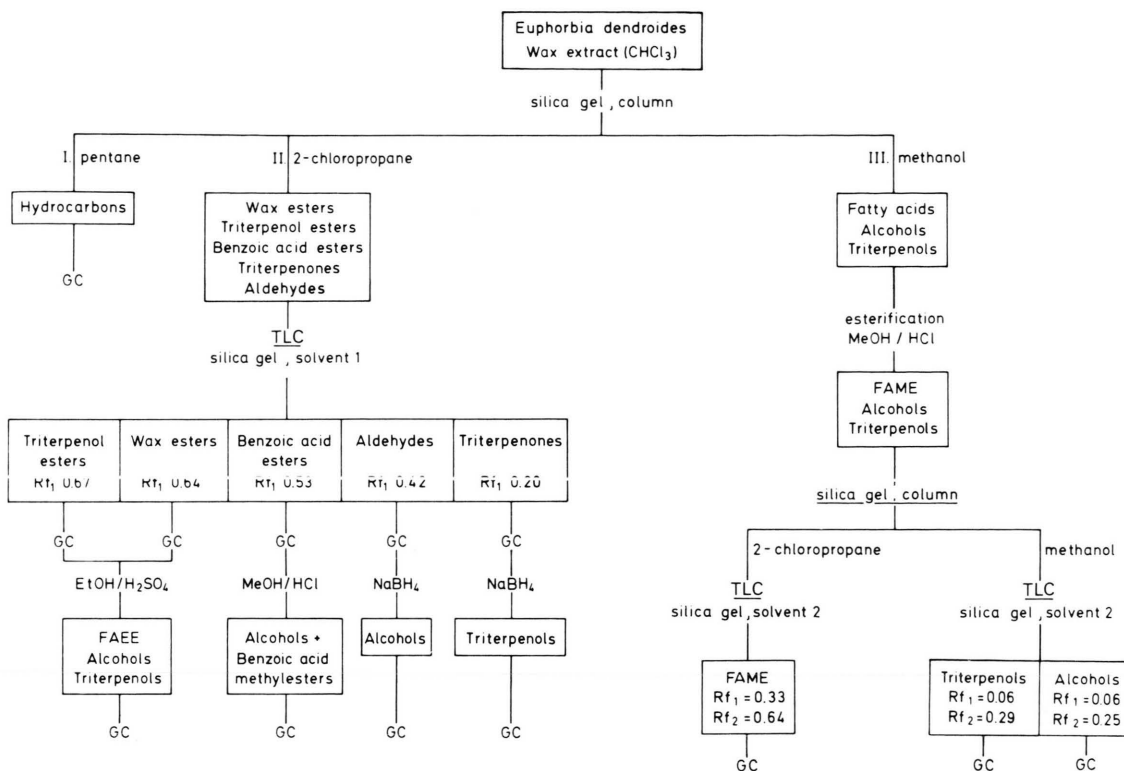 Euphorbia dendroides
Wax extract (CHCl₃)
silica gel, column
I. pentane
II. 2-chloropropane
III. methanol
Hydrocarbons
GC
Wax esters
Triterpenol esters
Benzoic acid esters
Triterpenones
Aldehydes
TLC
silica gel, solvent 1
Triterpenol
esters
Rf₁ 0.67
Wax esters
Rf₁ 0.64
Benzoic acid
esters
Rf₁ 0.53
Aldehydes
Rf₁ 0.42
Triterpenones
Rf₁ 0.20
GC
GC
GC
GC
GC
EtOH/H₂SO₄
MeOH/HCl
NaBH₄
NaBH₄
FAEE
Alcohols
Triterpenols
Alcohols +
Benzoic acid
methylesters
Alcohols
Triterpenols
GC
GC
GC
GC
Fatty acids
Alcohols
Triterpenols
esterification
MeOH / HCl
FAME
Alcohols
Triterpenols
silica gel, column
2-chloropropane
methanol
TLC
silica gel, solvent 2
TLC
silica gel, solvent 2
FAME
Rf₁ = 0.33
Rf₂ = 0.64
Triterpenols
Rf₁ = 0.06
Rf₂ = 0.29
Alcohols
Rf₁ = 0.06
Rf₂ = 0.25
GC
GC
GC